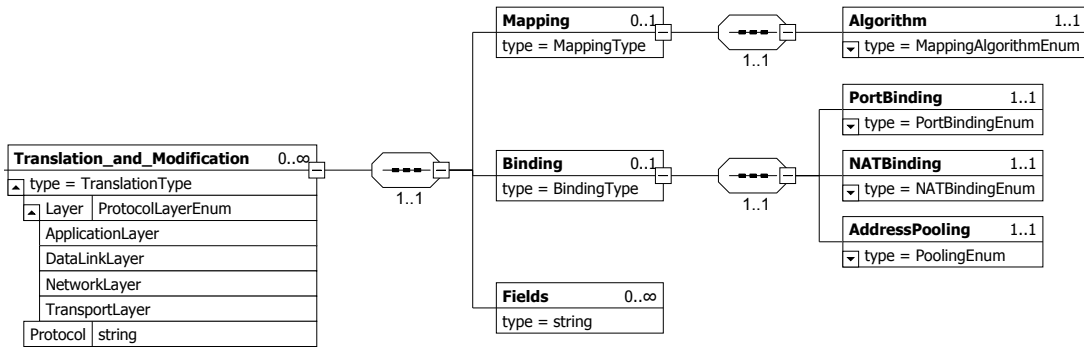 Mapping 0..1
type = MappingType
1..1
Algorithm 1..1
type = MappingAlgorithmEnum
PortBinding 1..1
type = PortBindingEnum
Translation_and_Modification 0..∞
type = TranslationType
Layer ProtocolLayerEnum
ApplicationLayer
DataLinkLayer
NetworkLayer
TransportLayer
Protocol string
1..1
Binding 0..1
type = BindingType
1..1
NATBinding 1..1
type = NATBindingEnum
AddressPooling 1..1
type = PoolingEnum
Fields 0..∞
type = string